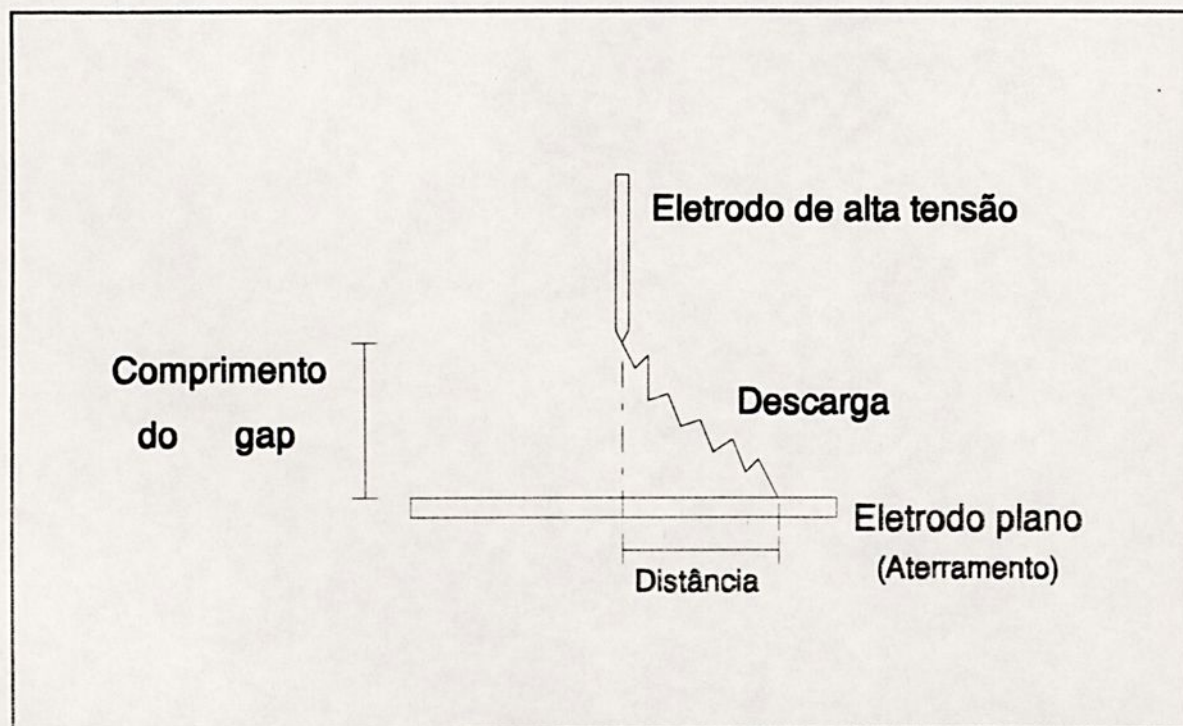 Eletrodo de alta tensão
Comprimento
do gap
Descarga
Eletrodo plano
(Aterramento)
Distância